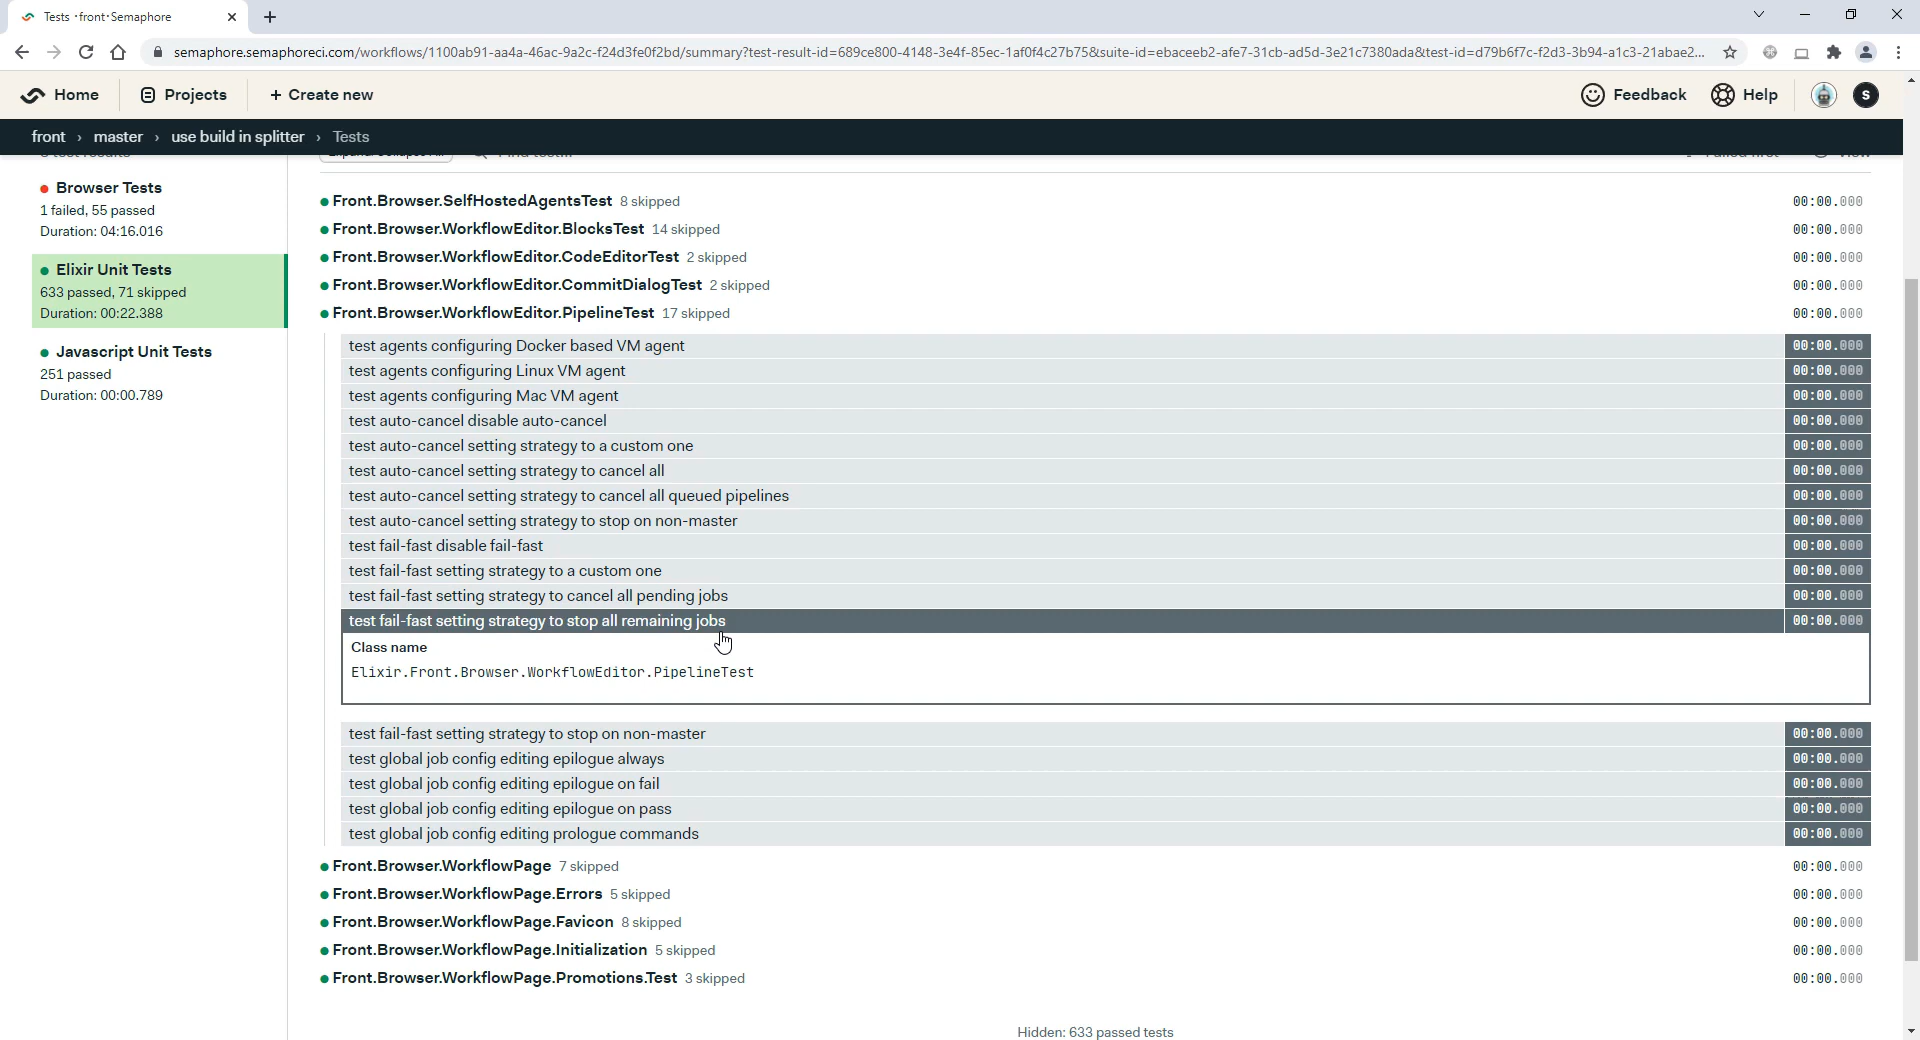 Tests · front · Semaphore
semaphore.semaphoreci.com/workflows/1100ab91-aa4a-46ac-9a2c-f24d3fe0f2bd/summary?test-result-id=689ce800-4148-3e4f-85ec-1af0f4c27b75&suite-id=ebaceeb2-afe7-31cb-ad5d-3e21c7380ada&test-id=d79b6f7c-f2d3-3b94-a1c3-21abae2...
Home Projects + Create new Feedback Help S
front › master › use build in splitter › Tests
Browser Tests
1 failed, 55 passed
Duration: 04:16.016
Elixir Unit Tests
633 passed, 71 skipped
Duration: 00:22.388
Javascript Unit Tests
251 passed
Duration: 00:00.789
Front.Browser.SelfHostedAgentsTest 8 skipped 00:00.000
Front.Browser.WorkflowEditor.BlocksTest 14 skipped 00:00.000
Front.Browser.WorkflowEditor.CodeEditorTest 2 skipped 00:00.000
Front.Browser.WorkflowEditor.CommitDialogTest 2 skipped 00:00.000
Front.Browser.WorkflowEditor.PipelineTest 17 skipped 00:00.000
test agents configuring Docker based VM agent 00:00.000
test agents configuring Linux VM agent 00:00.000
test agents configuring Mac VM agent 00:00.000
test auto-cancel disable auto-cancel 00:00.000
test auto-cancel setting strategy to a custom one 00:00.000
test auto-cancel setting strategy to cancel all 00:00.000
test auto-cancel setting strategy to cancel all queued pipelines 00:00.000
test auto-cancel setting strategy to stop on non-master 00:00.000
test fail-fast disable fail-fast 00:00.000
test fail-fast setting strategy to a custom one 00:00.000
test fail-fast setting strategy to cancel all pending jobs 00:00.000
test fail-fast setting strategy to stop all remaining jobs 00:00.000
Class name
Elixir.Front.Browser.WorkflowEditor.PipelineTest
test fail-fast setting strategy to stop on non-master 00:00.000
test global job config editing epilogue always 00:00.000
test global job config editing epilogue on fail 00:00.000
test global job config editing epilogue on pass 00:00.000
test global job config editing prologue commands 00:00.000
Front.Browser.WorkflowPage 7 skipped 00:00.000
Front.Browser.WorkflowPage.Errors 5 skipped 00:00.000
Front.Browser.WorkflowPage.Favicon 8 skipped 00:00.000
Front.Browser.WorkflowPage.Initialization 5 skipped 00:00.000
Front.Browser.WorkflowPage.Promotions.Test 3 skipped 00:00.000
Hidden: 633 passed tests